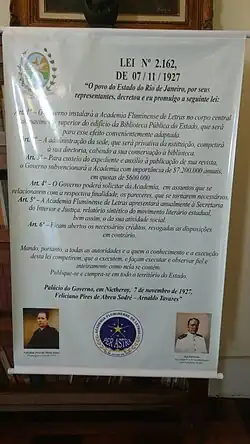 LEI Nº 2.162,
DE 07 / 11 / 1927
"O povo do Estado do Rio de Janeiro, por seus
representantes, decretou e eu promulgo a seguinte lei:
Art. 1º - O Governo installará a Academia Fluminense de Letras no corpo central
do pavimento superior do edificio da Bibliotheca Pública do Estado, que será
para esse effeito convenientemente adaptada.
Art. 2º - A administração da sede, que será privativa da instituição, competirá
à sua directoria, cabendo à sua conservação à bibliotheca.
Art. 3º - Para custeio do expediente e auxílio à publicação de sua revista,
o Governo subvencionará a Academia com a importância de $7.200.000 anuais,
em quotas de $600.000
Art. 4º - O Governo poderá solicitar da Academia, em assuntos que se
relacionarem com a respectiva finalidade, os pareceres, que se tornarem necessários.
Art. 5º - A Academia Fluminense de Letras apresentará anualmente à Secretaria
do Interior e Justiça, relatório sintético do movimento literário estadual,
bem assim, o de sua atividade social.
Art. 6º - Ficam abertos os necessários créditos, revogadas as disposições
em contrário.
Mando, portanto, a todas as autoridades e a quem o conhecimento e a execução
desta lei competirem, que a executem, e façam executar e observar fiel e
inteiramente como nela se contém.
Publique-se e cumpra-se em todo o território do Estado.
Palácio do Governo, em Nictheroy, 7 de novembro de 1927.
Feliciano Pires de Abreu Sodré - Arnaldo Tavares"
PER ASTRA